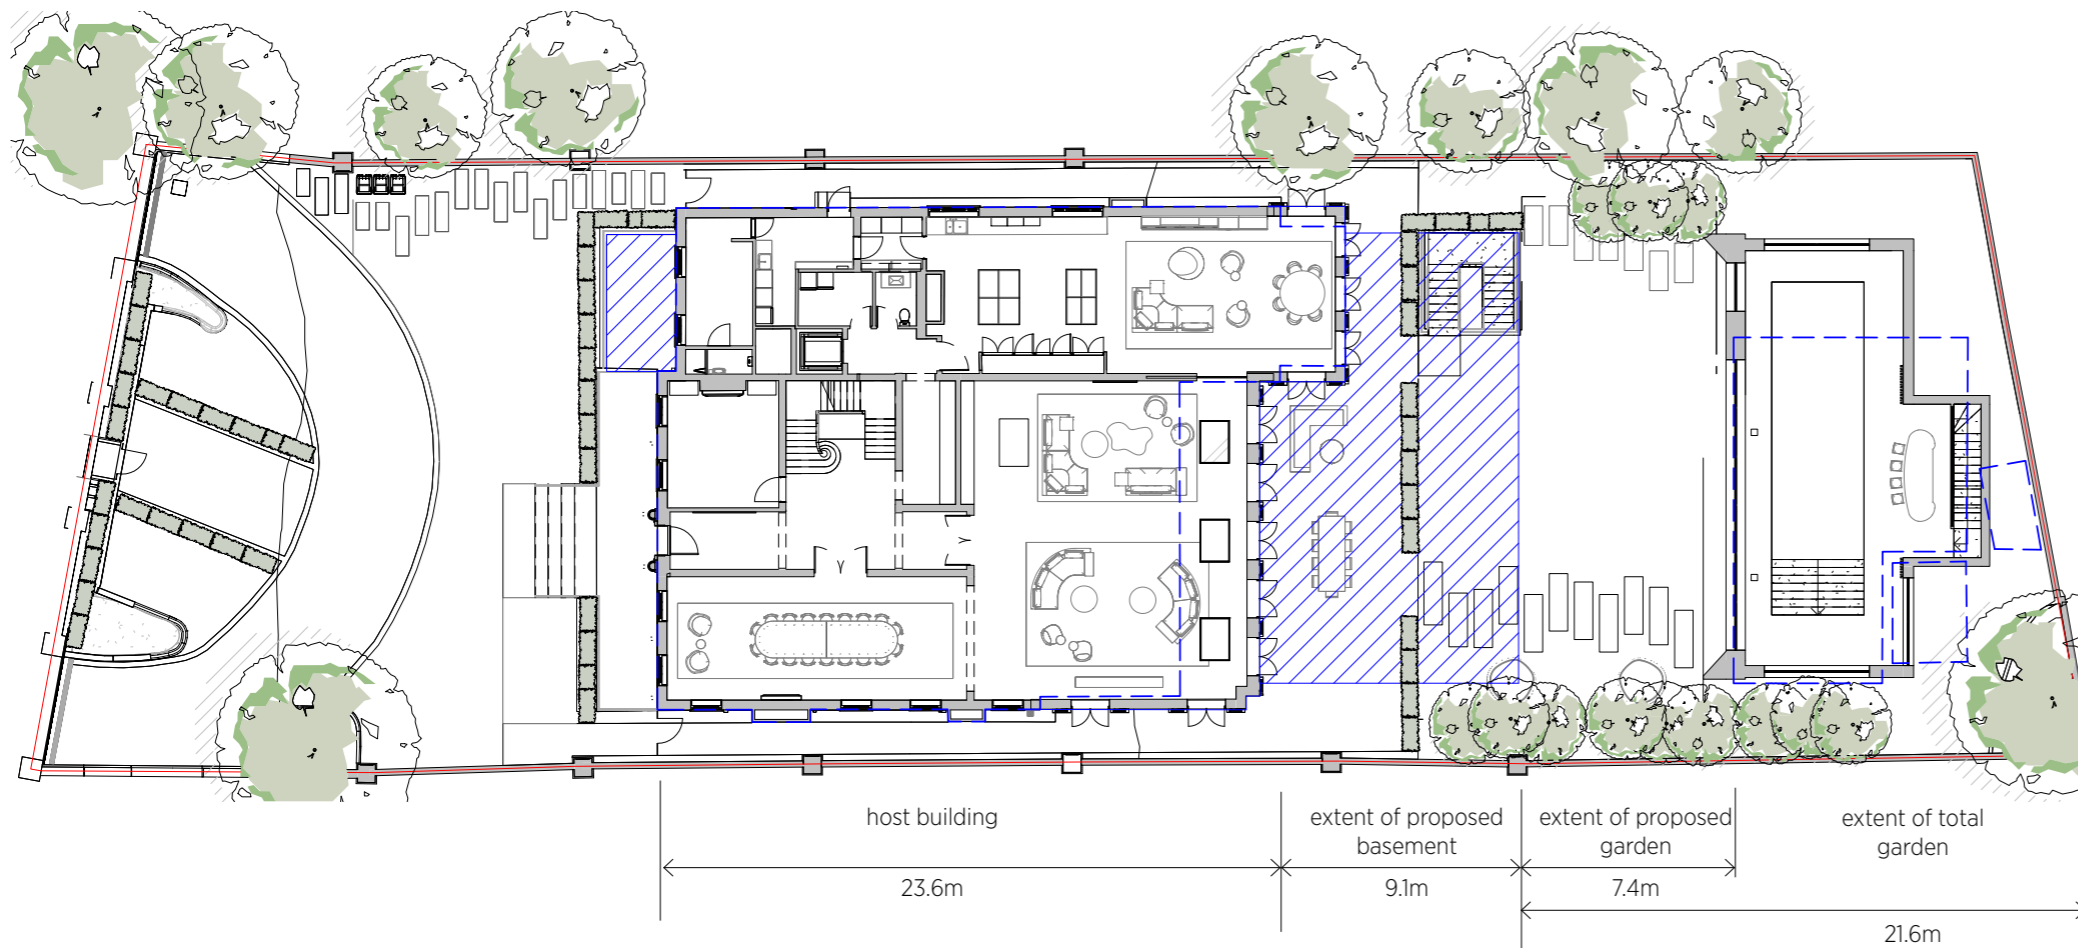 host building
extent of proposed
basement
extent of proposed
garden
extent of total
garden
23.6m
9.1m
7.4m
21.6m